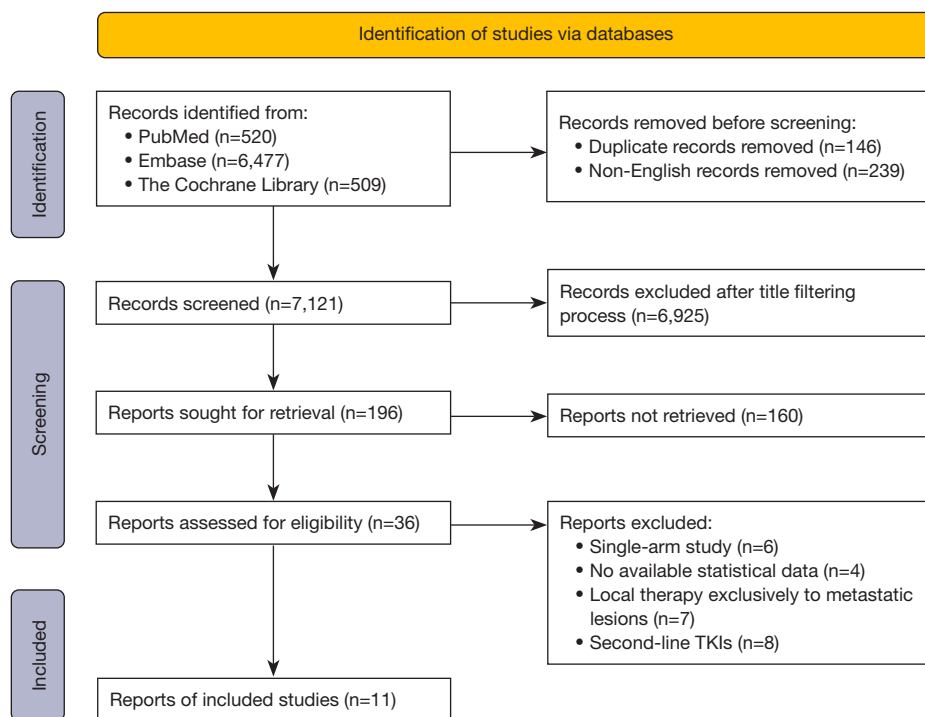 Identification of studies via databases
Identification
Records identified from:
• PubMed (n=520)
• Embase (n=6,477)
• The Cochrane Library (n=509)
Records removed before screening:
• Duplicate records removed (n=146)
• Non-English records removed (n=239)
Screening
Records screened (n=7,121)
Records excluded after title filtering
process (n=6,925)
Reports sought for retrieval (n=196)
Reports not retrieved (n=160)
Reports assessed for eligibility (n=36)
Reports excluded:
• Single-arm study (n=6)
• No available statistical data (n=4)
• Local therapy exclusively to metastatic
lesions (n=7)
• Second-line TKIs (n=8)
Included
Reports of included studies (n=11)